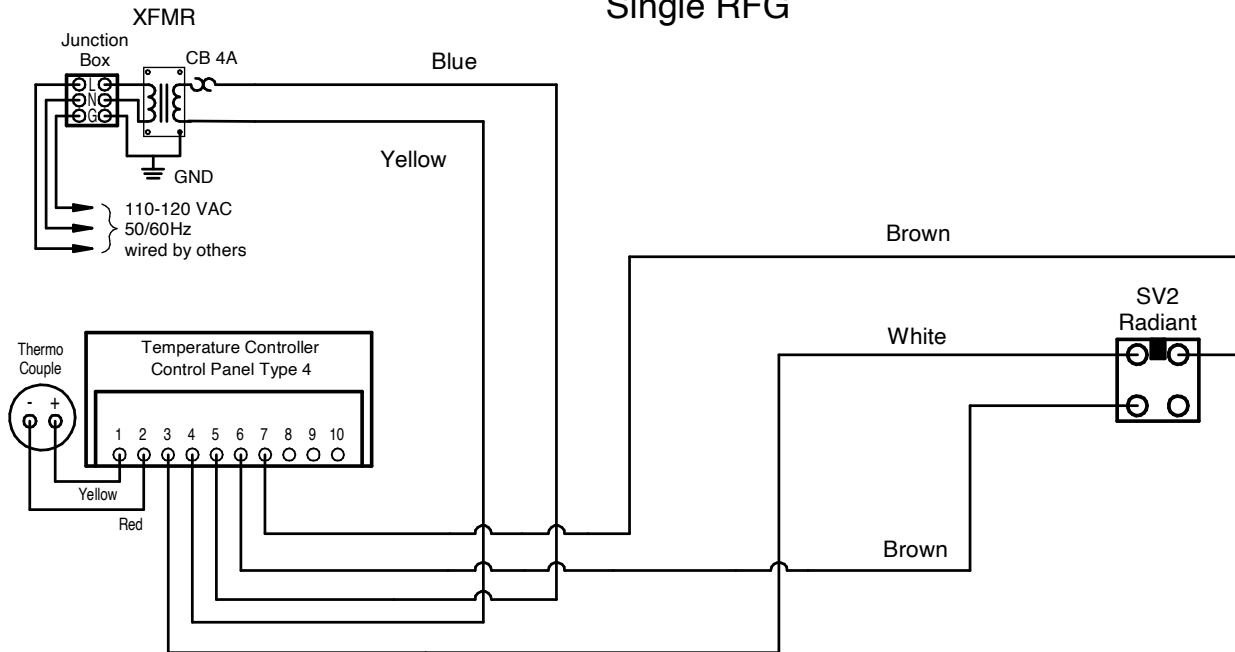 Single RFG
XFMR
Junction
Box
CB 4A
Blue
L
N
G
Yellow
GND
110-120 VAC
50/60Hz
wired by others
Brown
SV2
Radiant
White
Thermo
Couple
- +
Temperature Controller
Control Panel Type 4
1 2 3 4 5 6 7 8 9 10
Yellow
Red
Brown